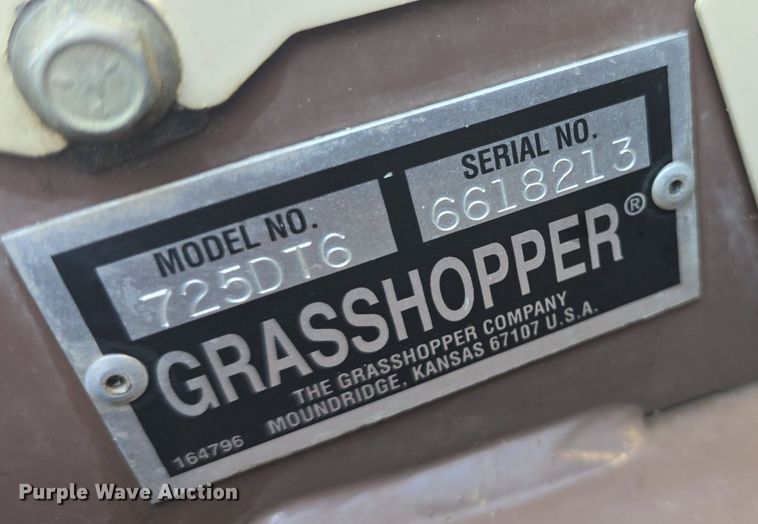 MODEL NO.
725DT6
SERIAL NO.
6618213
GRASSHOPPER®
THE GRASSHOPPER COMPANY
MOUNDRIDGE, KANSAS 67107 U.S.A.
164796
Purple Wave Auction